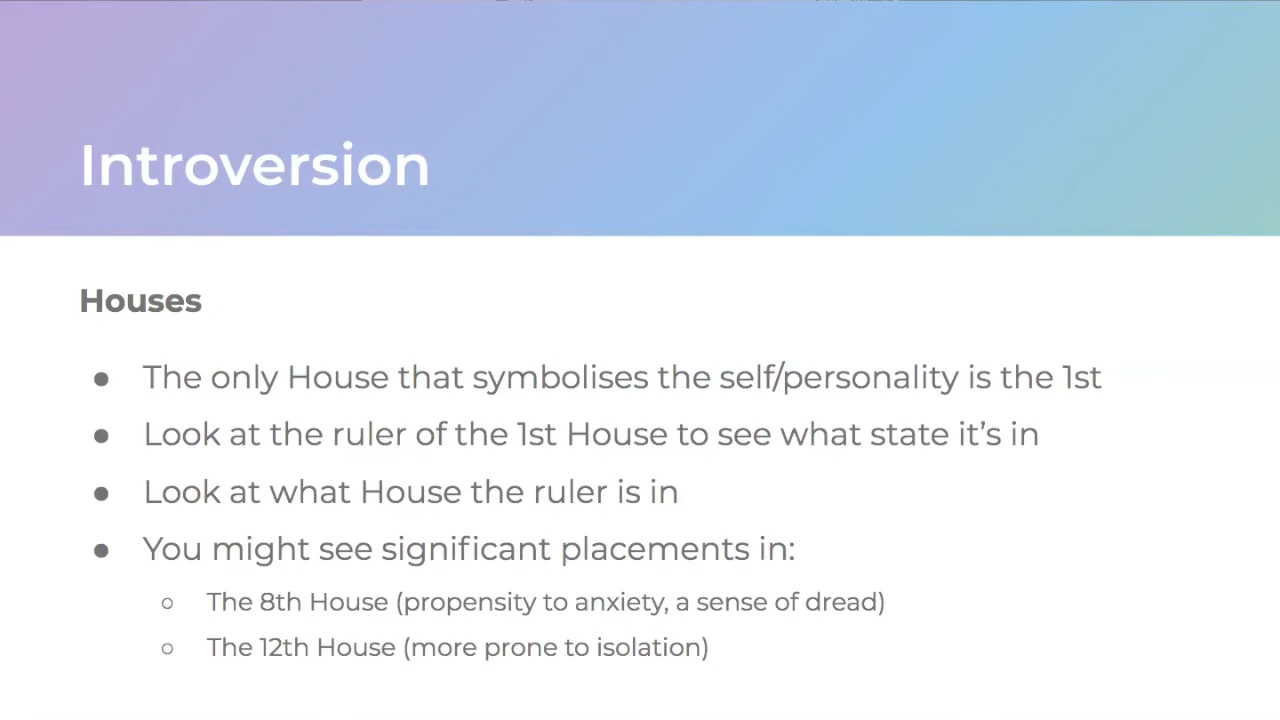 Introversion
Houses
● The only House that symbolises the self/personality is the 1st
● Look at the ruler of the 1st House to see what state it’s in
● Look at what House the ruler is in
● You might see significant placements in:
○ The 8th House (propensity to anxiety, a sense of dread)
○ The 12th House (more prone to isolation)